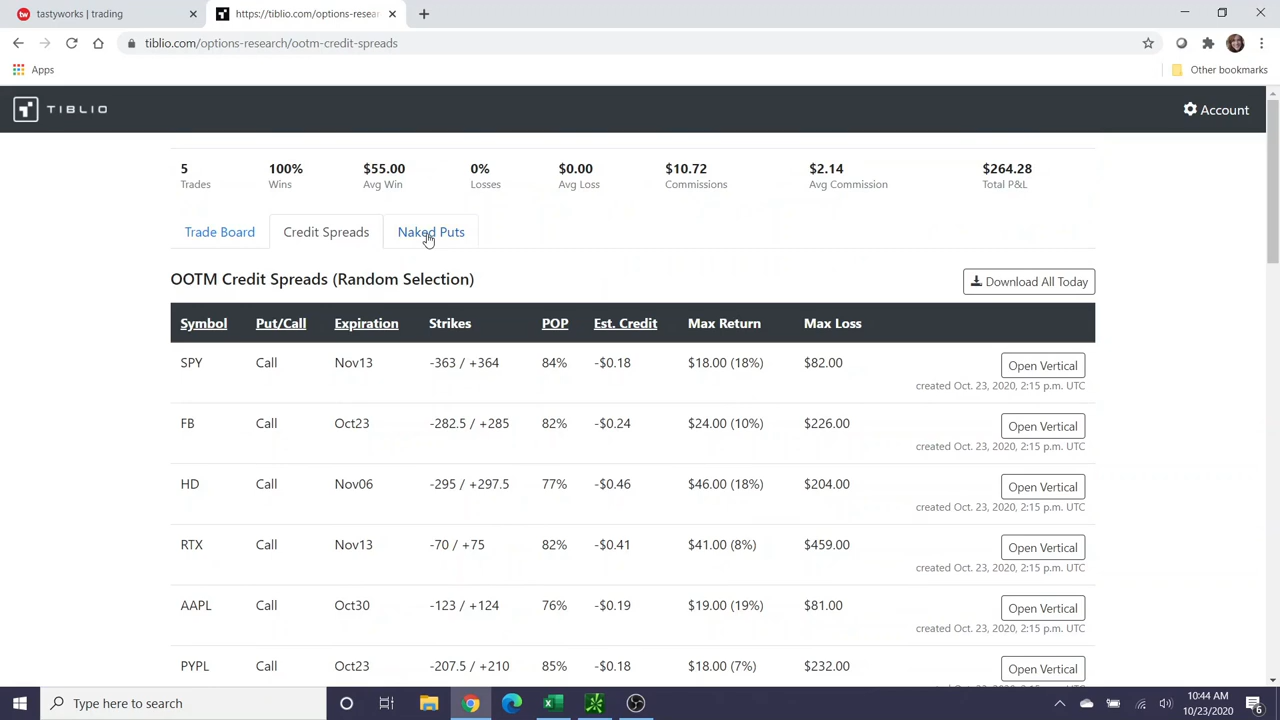 tastyworks | trading
https://tiblio.com/options-resear
tiblio.com/options-research/ootm-credit-spreads
Apps
Other bookmarks
TIBLIO
Account
5 100% $55.00 0% $0.00 $10.72 $2.14 $264.28
Trades Wins Avg Win Losses Avg Loss Commissions Avg Commission Total P&L
Trade Board Credit Spreads Naked Puts
OOTM Credit Spreads (Random Selection) Download All Today
Symbol Put/Call Expiration Strikes POP Est. Credit Max Return Max Loss
SPY Call Nov13 -363 / +364 84% -$0.18 $18.00 (18%) $82.00 Open Vertical
created Oct. 23, 2020, 2:15 p.m. UTC
FB Call Oct23 -282.5 / +285 82% -$0.24 $24.00 (10%) $226.00 Open Vertical
created Oct. 23, 2020, 2:15 p.m. UTC
HD Call Nov06 -295 / +297.5 77% -$0.46 $46.00 (18%) $204.00 Open Vertical
created Oct. 23, 2020, 2:15 p.m. UTC
RTX Call Nov13 -70 / +75 82% -$0.41 $41.00 (8%) $459.00 Open Vertical
created Oct. 23, 2020, 2:15 p.m. UTC
AAPL Call Oct30 -123 / +124 76% -$0.19 $19.00 (19%) $81.00 Open Vertical
created Oct. 23, 2020, 2:15 p.m. UTC
PYPL Call Oct23 -207.5 / +210 85% -$0.18 $18.00 (7%) $232.00 Open Vertical
Type here to search
10:44 AM
10/23/2020
6